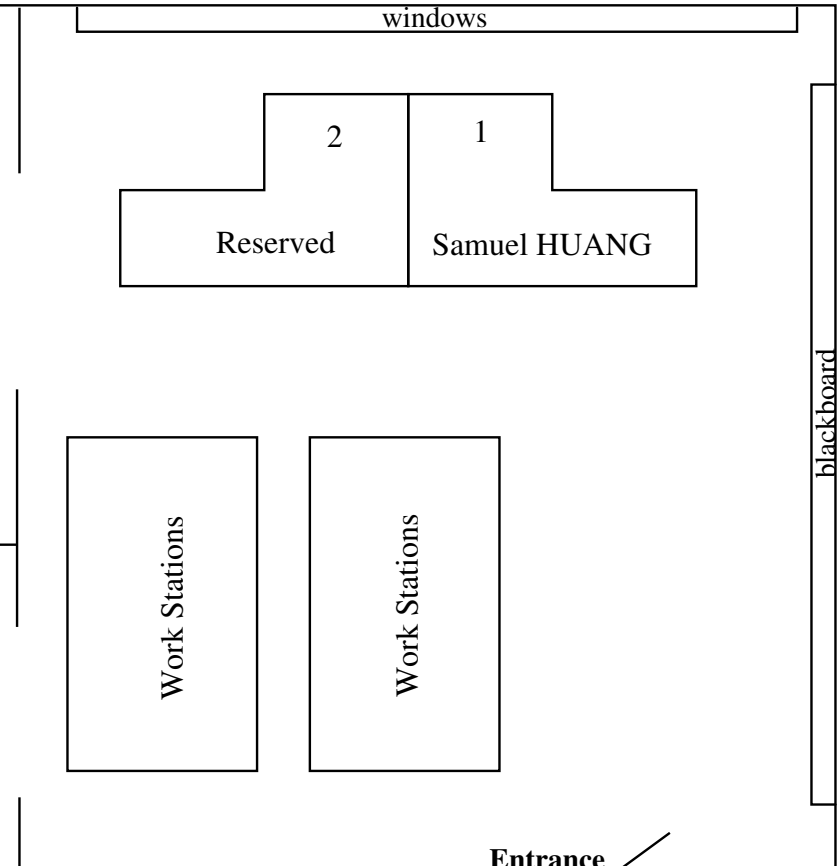 windows
2
1
Reserved
Samuel HUANG
blackboard
Work Stations
Work Stations
Entrance